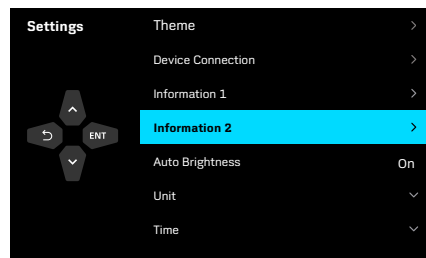 Settings
Theme
Device Connection
Information 1
ENT
Information 2
Auto Brightness On
Unit
Time